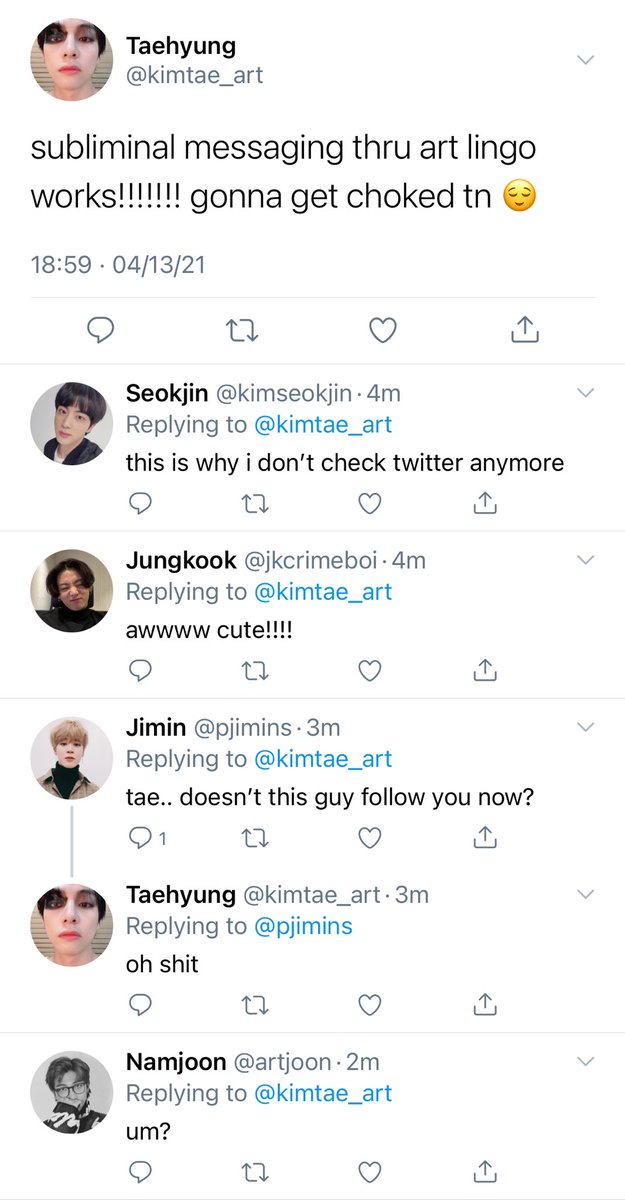 Taehyung
@kimtae_art
subliminal messaging thru art lingo
works!!!!!!! gonna get choked tn 😌
18:59 · 04/13/21
Seokjin @kimseokjin · 4m
Replying to @kimtae_art
this is why i don’t check twitter anymore
Jungkook @jkcrimeboi · 4m
Replying to @kimtae_art
awwww cute!!!!
Jimin @pjimins · 3m
Replying to @kimtae_art
tae.. doesn’t this guy follow you now?
1
Taehyung @kimtae_art · 3m
Replying to @pjimins
oh shit
Namjoon @artjoon · 2m
Replying to @kimtae_art
um?